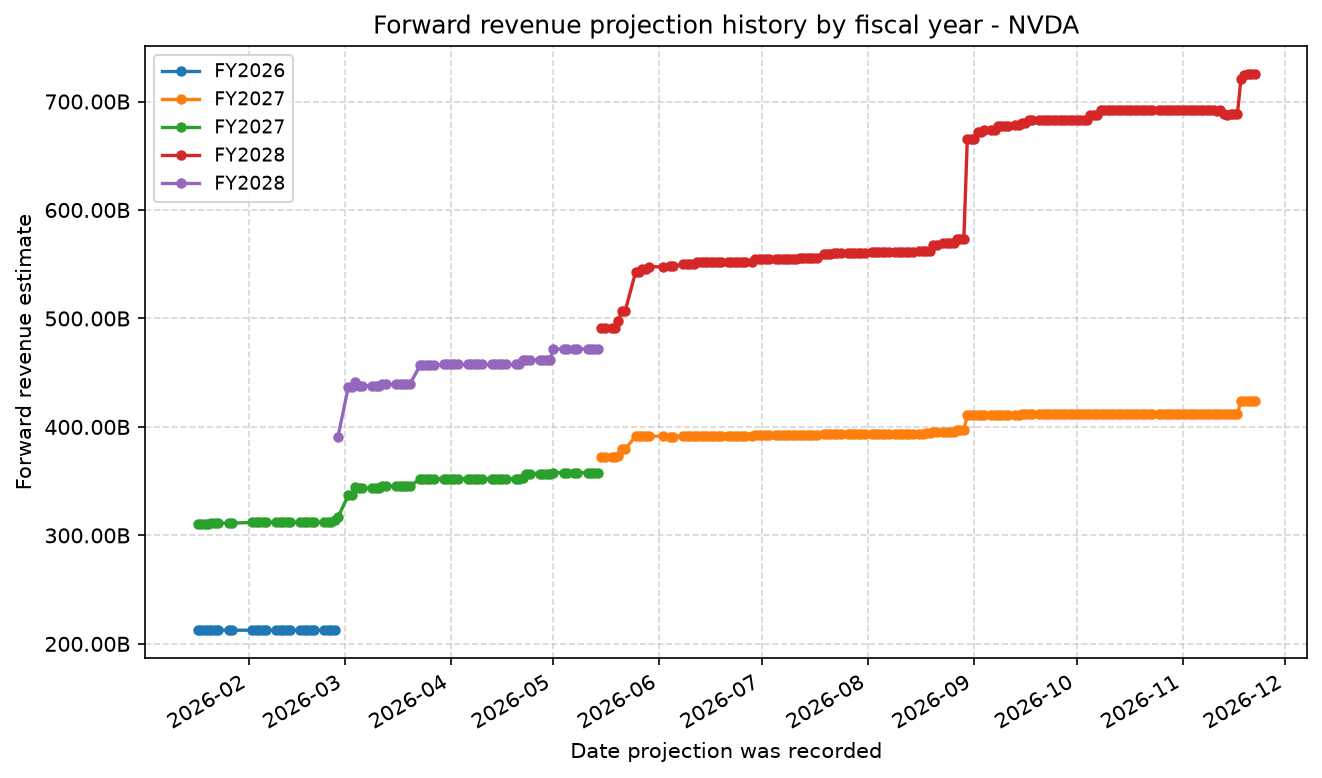 Forward revenue projection history by fiscal year - NVDA
FY2026
FY2027
FY2027
FY2028
FY2028
Forward revenue estimate
700.00B
600.00B
500.00B
400.00B
300.00B
200.00B
2026-02
2026-03
2026-04
2026-05
2026-06
2026-07
2026-08
2026-09
2026-10
2026-11
2026-12
Date projection was recorded